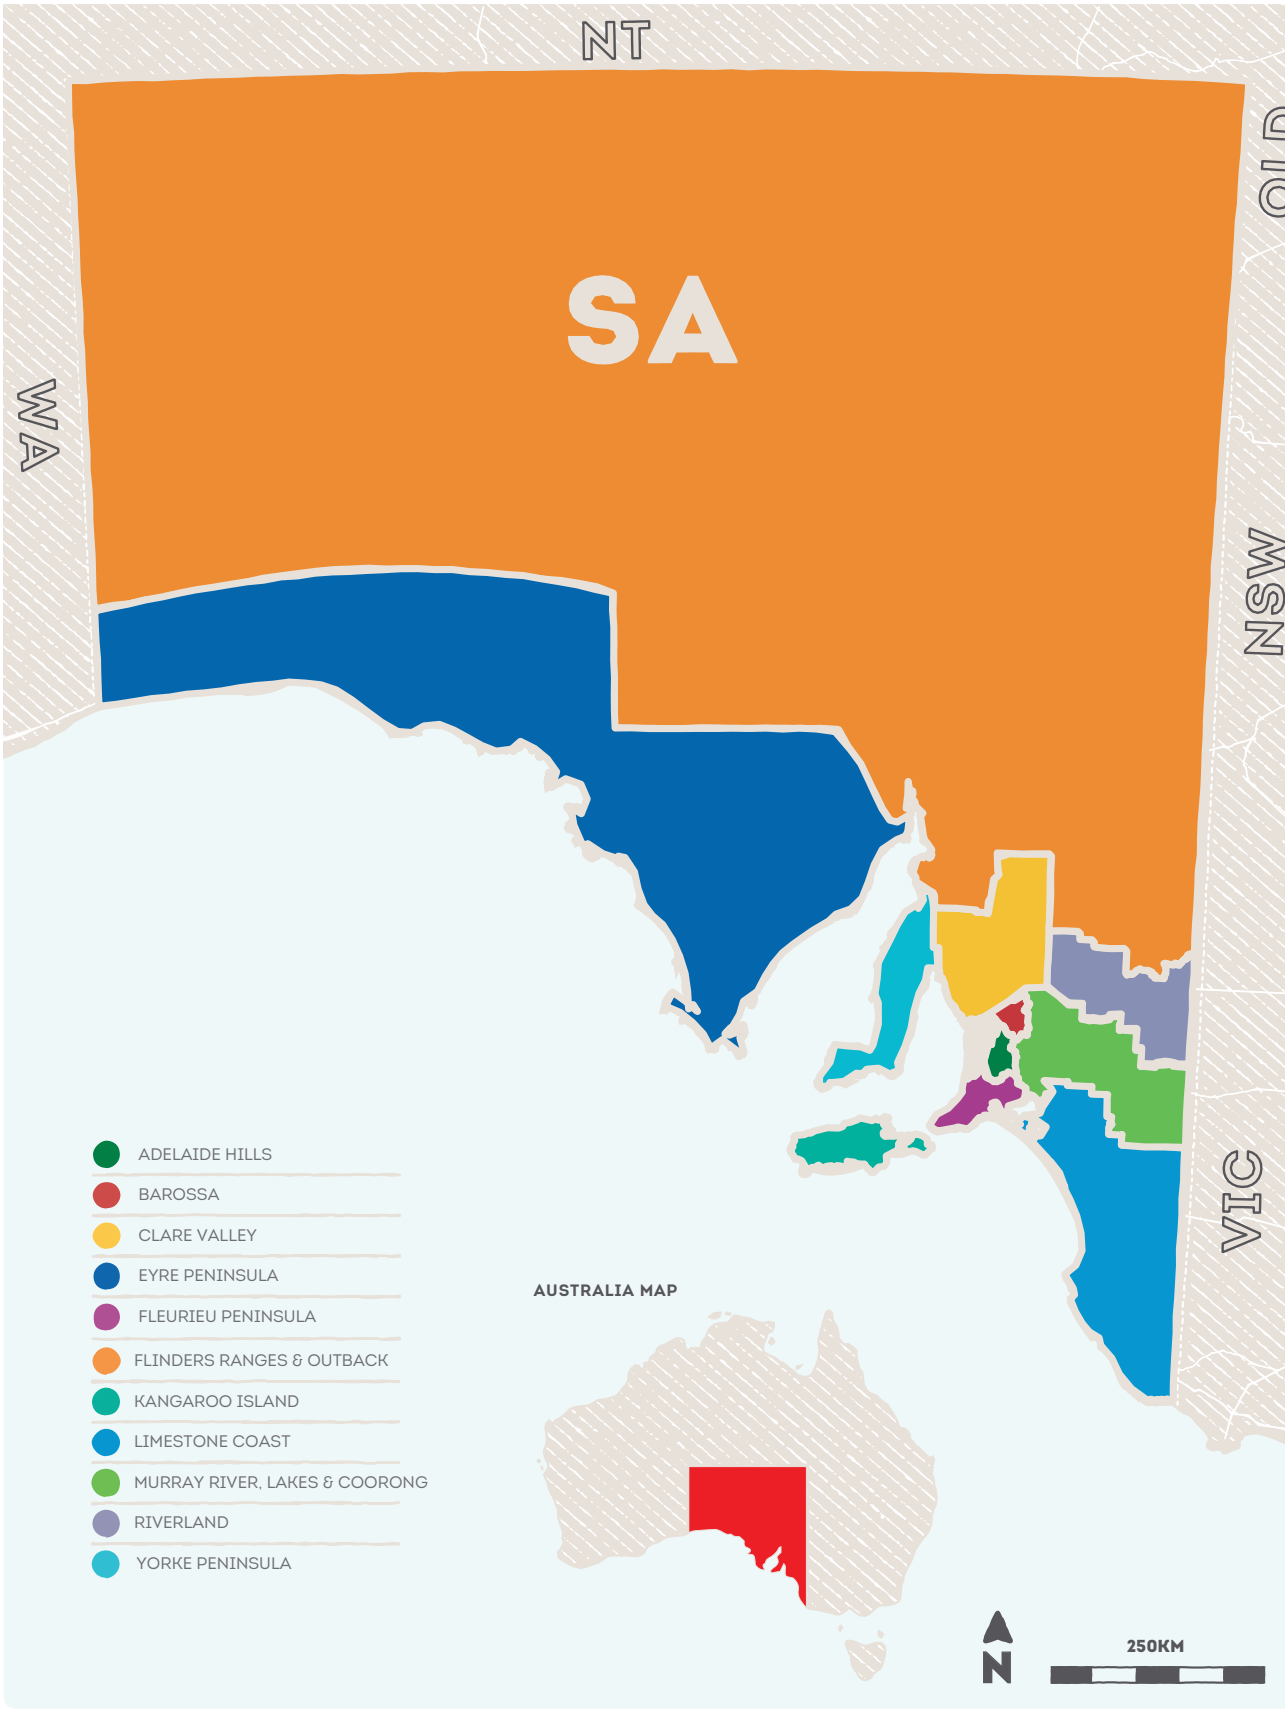 NT
QLD
SA
WA
NSW
VIC
ADELAIDE HILLS
BAROSSA
CLARE VALLEY
EYRE PENINSULA
FLEURIEU PENINSULA
FLINDERS RANGES & OUTBACK
KANGAROO ISLAND
LIMESTONE COAST
MURRAY RIVER, LAKES & COORONG
RIVERLAND
YORKE PENINSULA
AUSTRALIA MAP
250KM
N